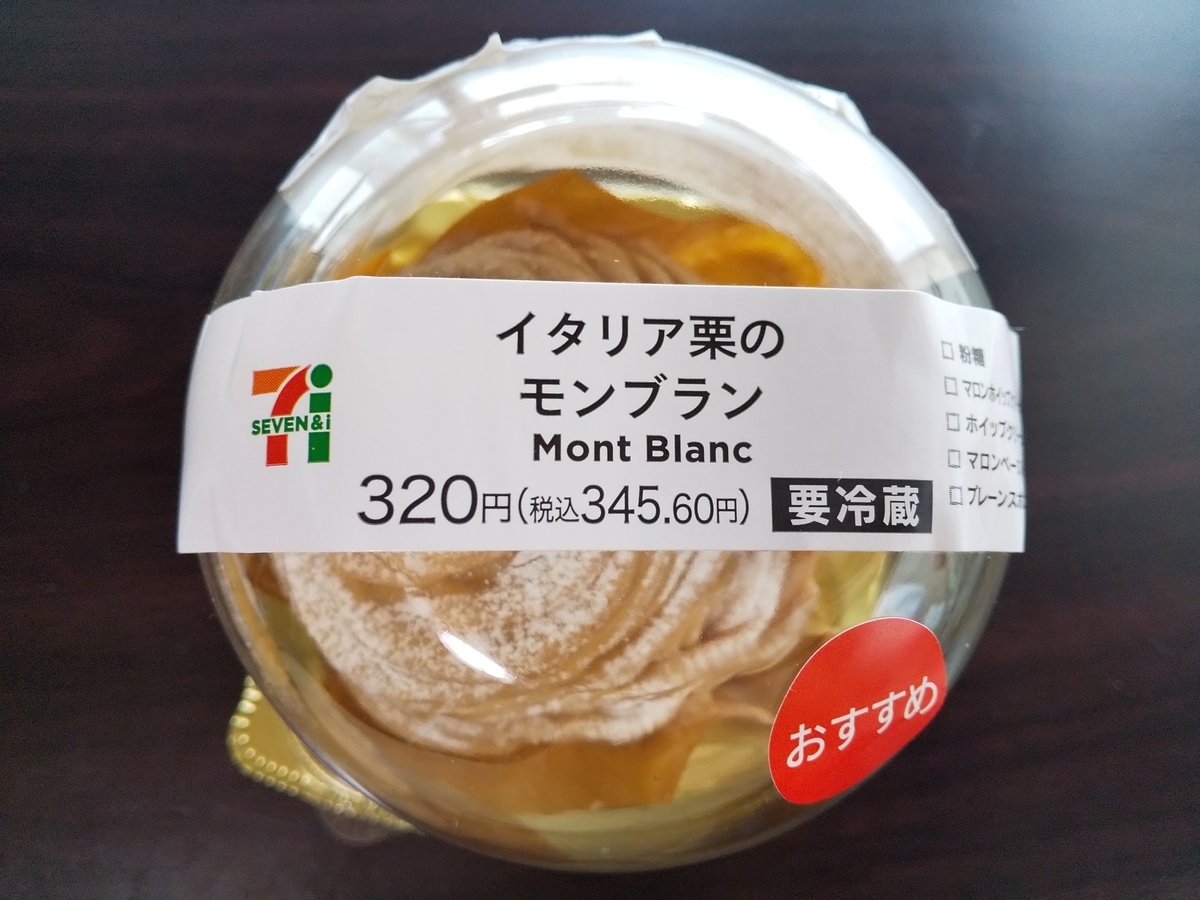 イタリア栗の
モンブラン
Mont Blanc
320円(税込345.60円)
要冷蔵
SEVEN&i
□ 粉糖
□ マロンホイップク
□ ホイップクリー
□ マロンペー
□ プレーンス
おすすめ